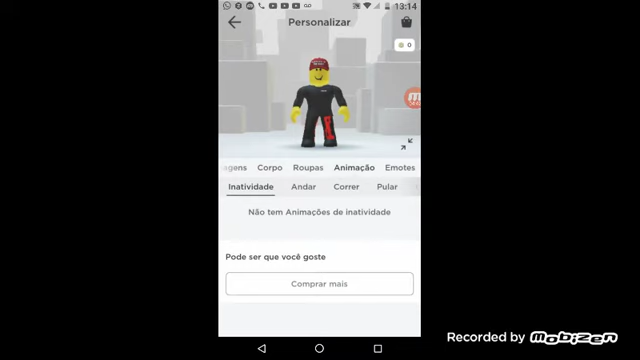 13:14
Personalizar
0
agens Corpo Roupas Animação Emotes
Inatividade Andar Correr Pular
Não tem Animações de inatividade
Pode ser que você goste
Comprar mais
Recorded by Mobizen